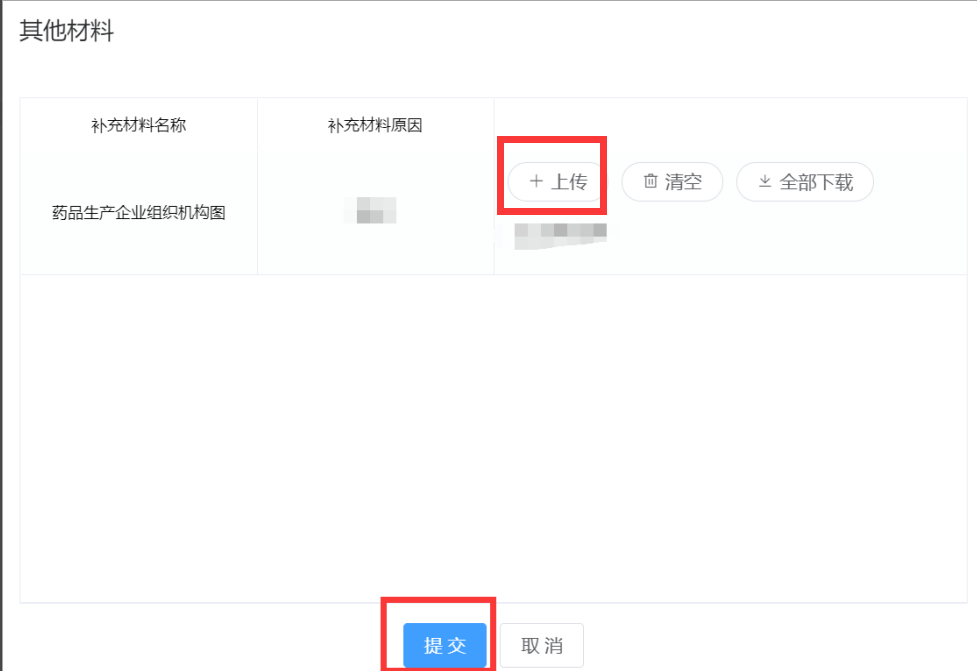 其他材料
补充材料名称 补充材料原因
药品生产企业组织机构图 + 上传 清空 全部下载
提交 取消